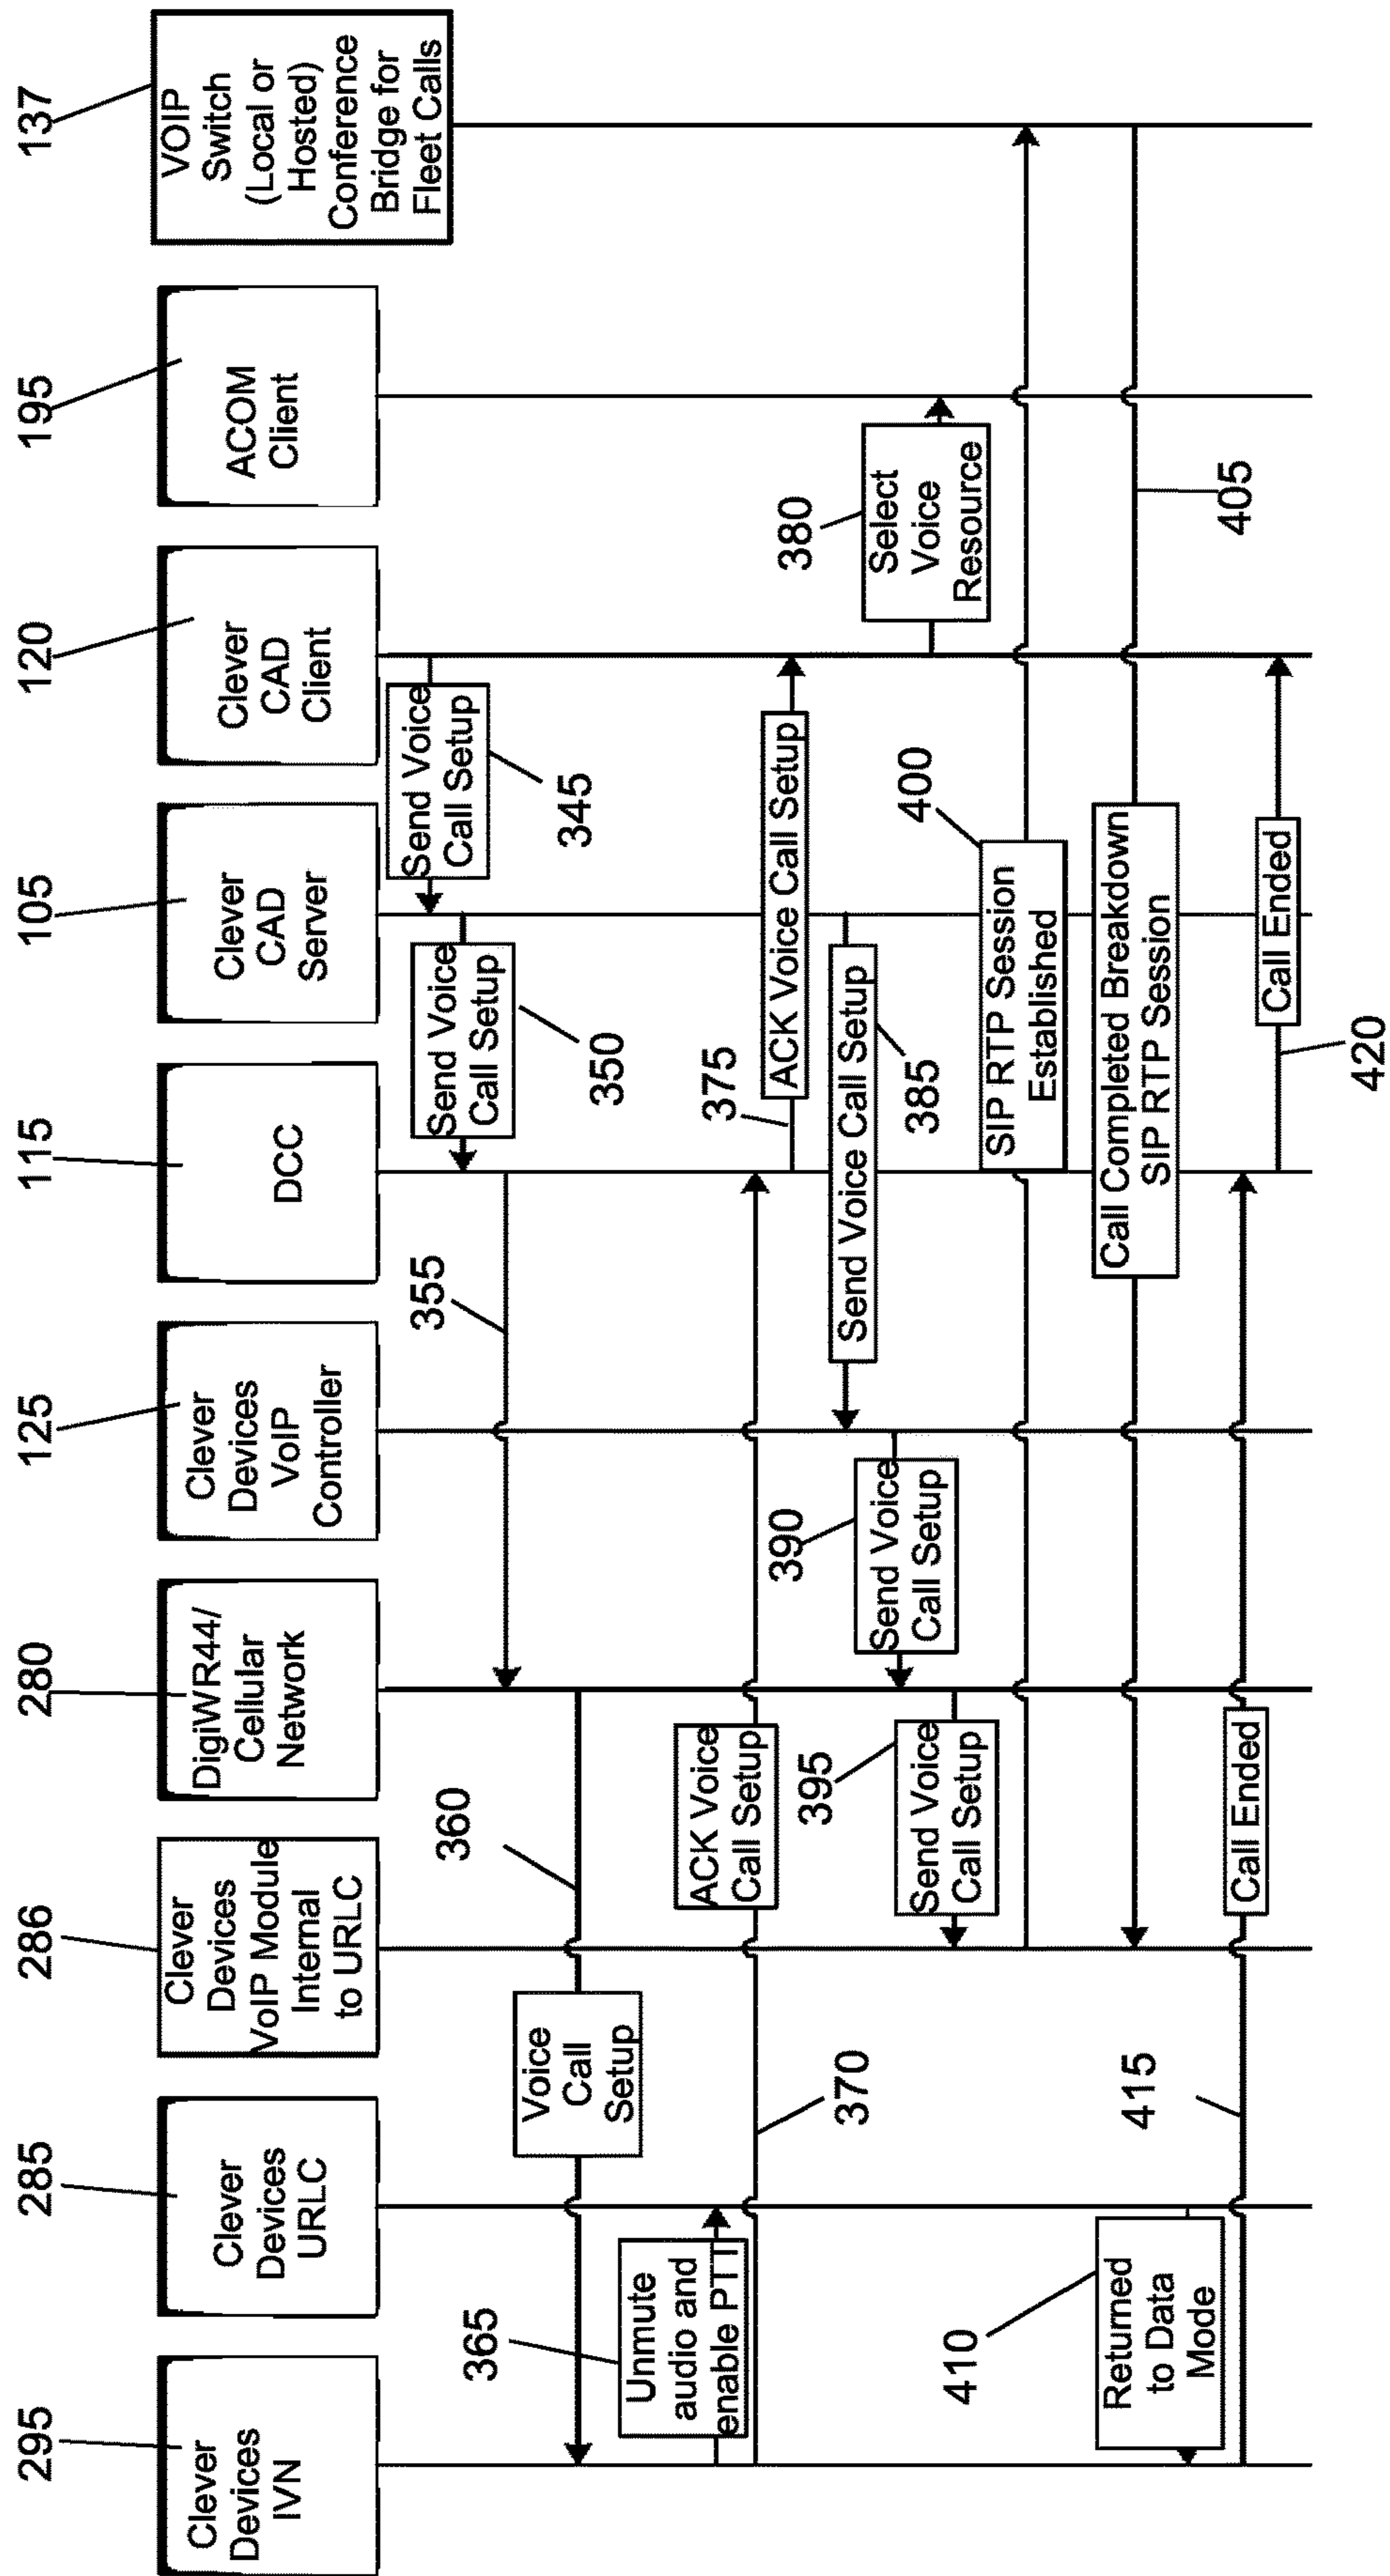 295
285
286
280
125
115
105
120
195
137
Clever
Devices
IVN
Clever
Devices
URLC
Clever
Devices
VoIP Module
Internal
to URLC
DigiWR44/
Cellular
Network
Clever
Devices
VoIP
Controller
DCC
Clever
CAD
Server
Clever
CAD
Client
ACOM
Client
VOIP
Switch
(Local or
Hosted)
Conference
Bridge for
Fleet Calls
Send Voice
Call Setup
345
Send Voice
Call Setup
350
355
360
Voice
Call
Setup
365
Unmute
audio and
enable PTT
ACK Voice
Call Setup
370
375
ACK Voice Call Setup
380
Select
Voice
Resource
Send Voice Call Setup
385
390
Send Voice
Call Setup
395
Send Voice
Call Setup
400
SIP RTP Session
Established
Call Completed Breakdown
SIP RTP Session
405
410
Returned
to Data
Mode
415
Call Ended
Call Ended
420